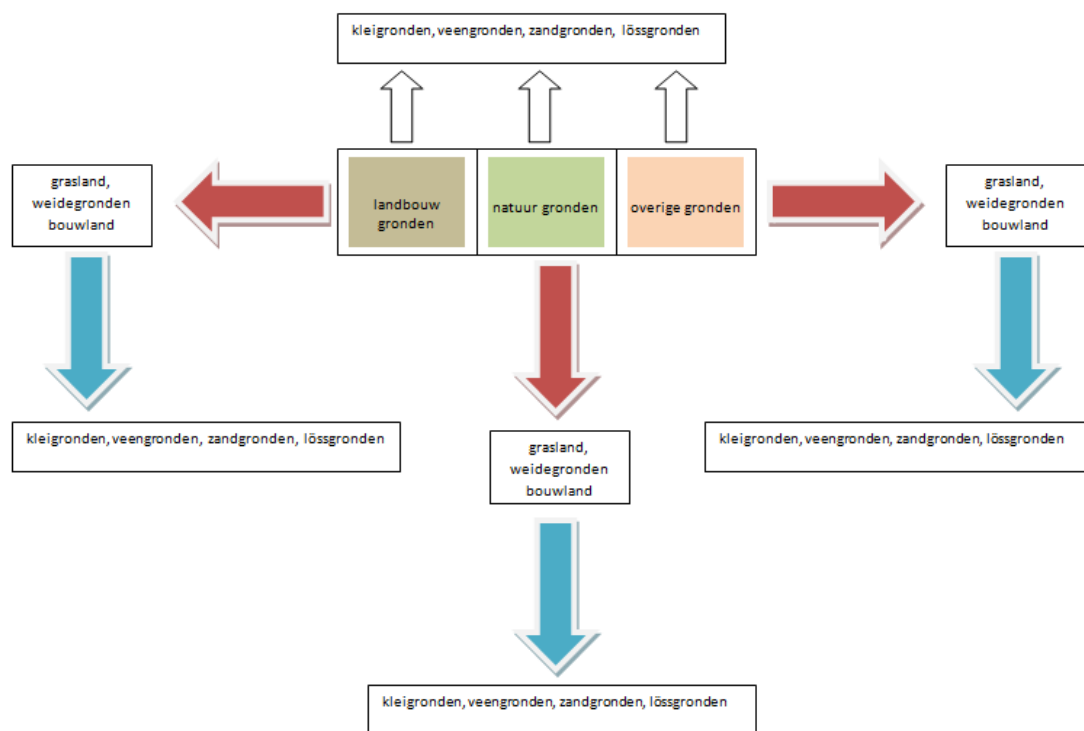 kleigronden, veengronden, zandgronden, lössgronden
landbouw
gronden
natuur gronden
overige gronden
grasland,
weidegronden
bouwland
grasland,
weidegronden
bouwland
kleigronden, veengronden, zandgronden, lössgronden
grasland,
weidegronden
bouwland
kleigronden, veengronden, zandgronden, lössgronden
kleigronden, veengronden, zandgronden, lössgronden